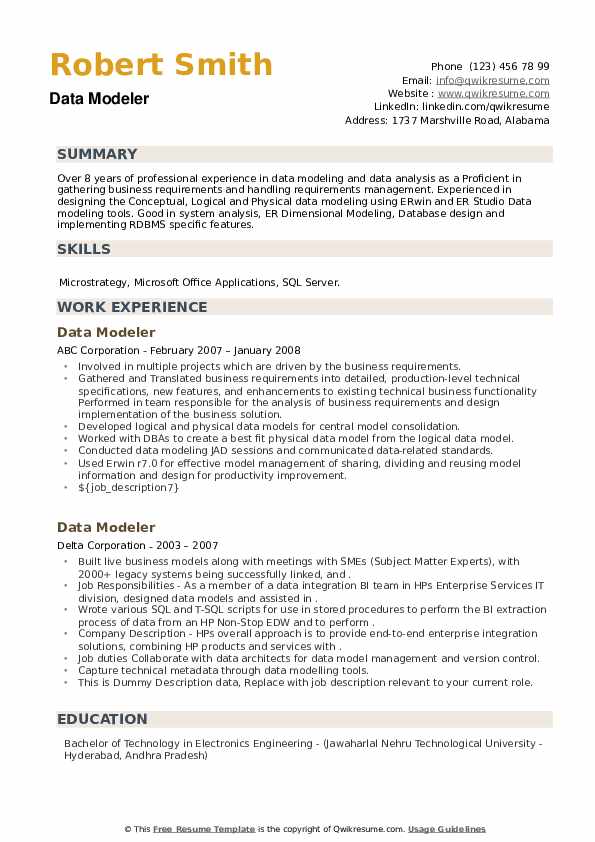 Robert Smith
Data Modeler
Phone (123) 456 78 99
Email: info@qwikresume.com
Website : www.qwikresume.com
LinkedIn: linkedin.com/qwikresume
Address: 1737 Marshville Road, Alabama
SUMMARY
Over 8 years of professional experience in data modeling and data analysis as a Proficient in
gathering business requirements and handling requirements management. Experienced in
designing the Conceptual, Logical and Physical data modeling using ERwin and ER Studio Data
modeling tools. Good in system analysis, ER Dimensional Modeling, Database design and
implementing RDBMS specific features.
SKILLS
Microstrategy, Microsoft Office Applications, SQL Server.
WORK EXPERIENCE
Data Modeler
ABC Corporation - February 2007 – January 2008
• Involved in multiple projects which are driven by the business requirements.
• Gathered and Translated business requirements into detailed, production-level technical
specifications, new features, and enhancements to existing technical business functionality
Performed in team responsible for the analysis of business requirements and design
implementation of the business solution.
• Developed logical and physical data models for central model consolidation.
• Worked with DBAs to create a best fit physical data model from the logical data model.
• Conducted data modeling JAD sessions and communicated data-related standards.
• Used Erwin r7.0 for effective model management of sharing, dividing and reusing model
information and design for productivity improvement.
• ${job_description7}
Data Modeler
Delta Corporation - 2003 – 2007
• Built live business models along with meetings with SMEs (Subject Matter Experts), with
2000+ legacy systems being successfully linked, and .
• Job Responsibilities - As a member of a data integration BI team in HPs Enterprise Services IT
division, designed data models and assisted in .
• Wrote various SQL and T-SQL scripts for use in stored procedures to perform the BI extraction
process of data from an HP Non-Stop EDW and to perform .
• Company Description - HPs overall approach is to provide end-to-end enterprise integration
solutions, combining HP products and services with .
• Job duties Collaborate with data architects for data model management and version control.
• Capture technical metadata through data modelling tools.
• This is Dummy Description data, Replace with job description relevant to your current role.
EDUCATION
Bachelor of Technology in Electronics Engineering - (Jawaharlal Nehru Technological University -
Hyderabad, Andhra Pradesh)
© This Free Resume Template is the copyright of Qwikresume.com. Usage Guidelines